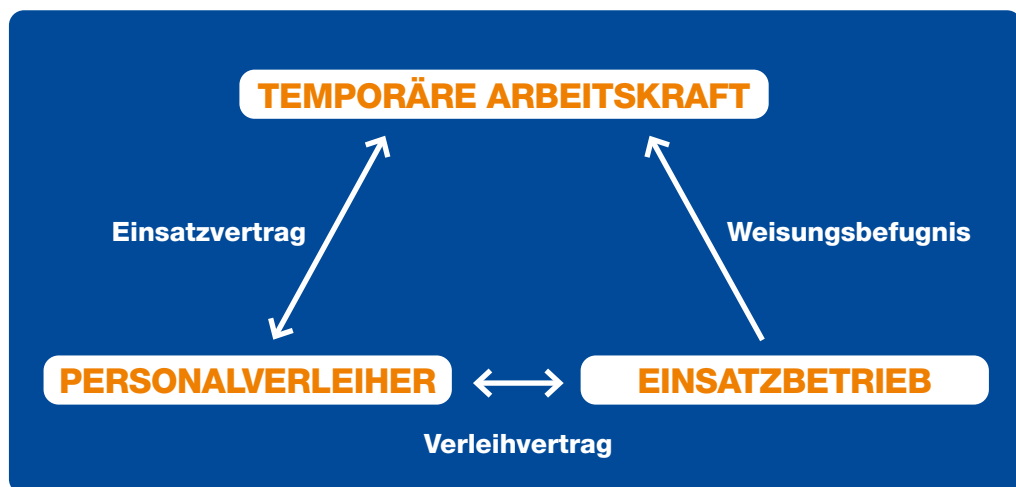 TEMPORÄRE ARBEITSKRAFT
Einsatzvertrag
Weisungsbefugnis
PERSONALVERLEIHER
EINSATZBETRIEB
Verleihvertrag